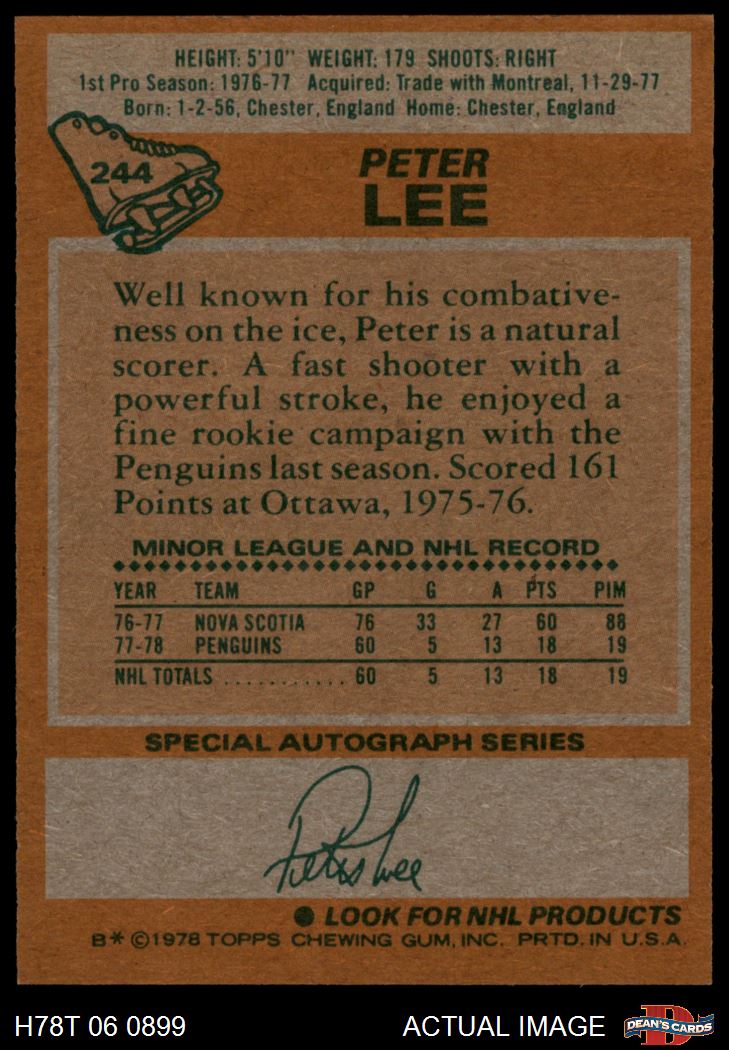 HEIGHT: 5'10" WEIGHT: 179 SHOOTS: RIGHT
1st Pro Season: 1976-77 Acquired: Trade with Montreal, 11-29-77
Born: 1-2-56, Chester, England Home: Chester, England
244
PETER
LEE
Well known for his combative-
ness on the ice, Peter is a natural
scorer. A fast shooter with a
powerful stroke, he enjoyed a
fine rookie campaign with the
Penguins last season. Scored 161
Points at Ottawa, 1975-76.
MINOR LEAGUE AND NHL RECORD
YEAR TEAM GP G A PTS PIM
76-77 NOVA SCOTIA 76 33 27 60 88
77-78 PENGUINS 60 5 13 18 19
NHL TOTALS ........... 60 5 13 18 19
SPECIAL AUTOGRAPH SERIES
Peter Lee
● LOOK FOR NHL PRODUCTS
B* ©1978 TOPPS CHEWING GUM, INC. PRTD. IN U.S.A.
H78T 06 0899 ACTUAL IMAGE DEAN'S CARDS